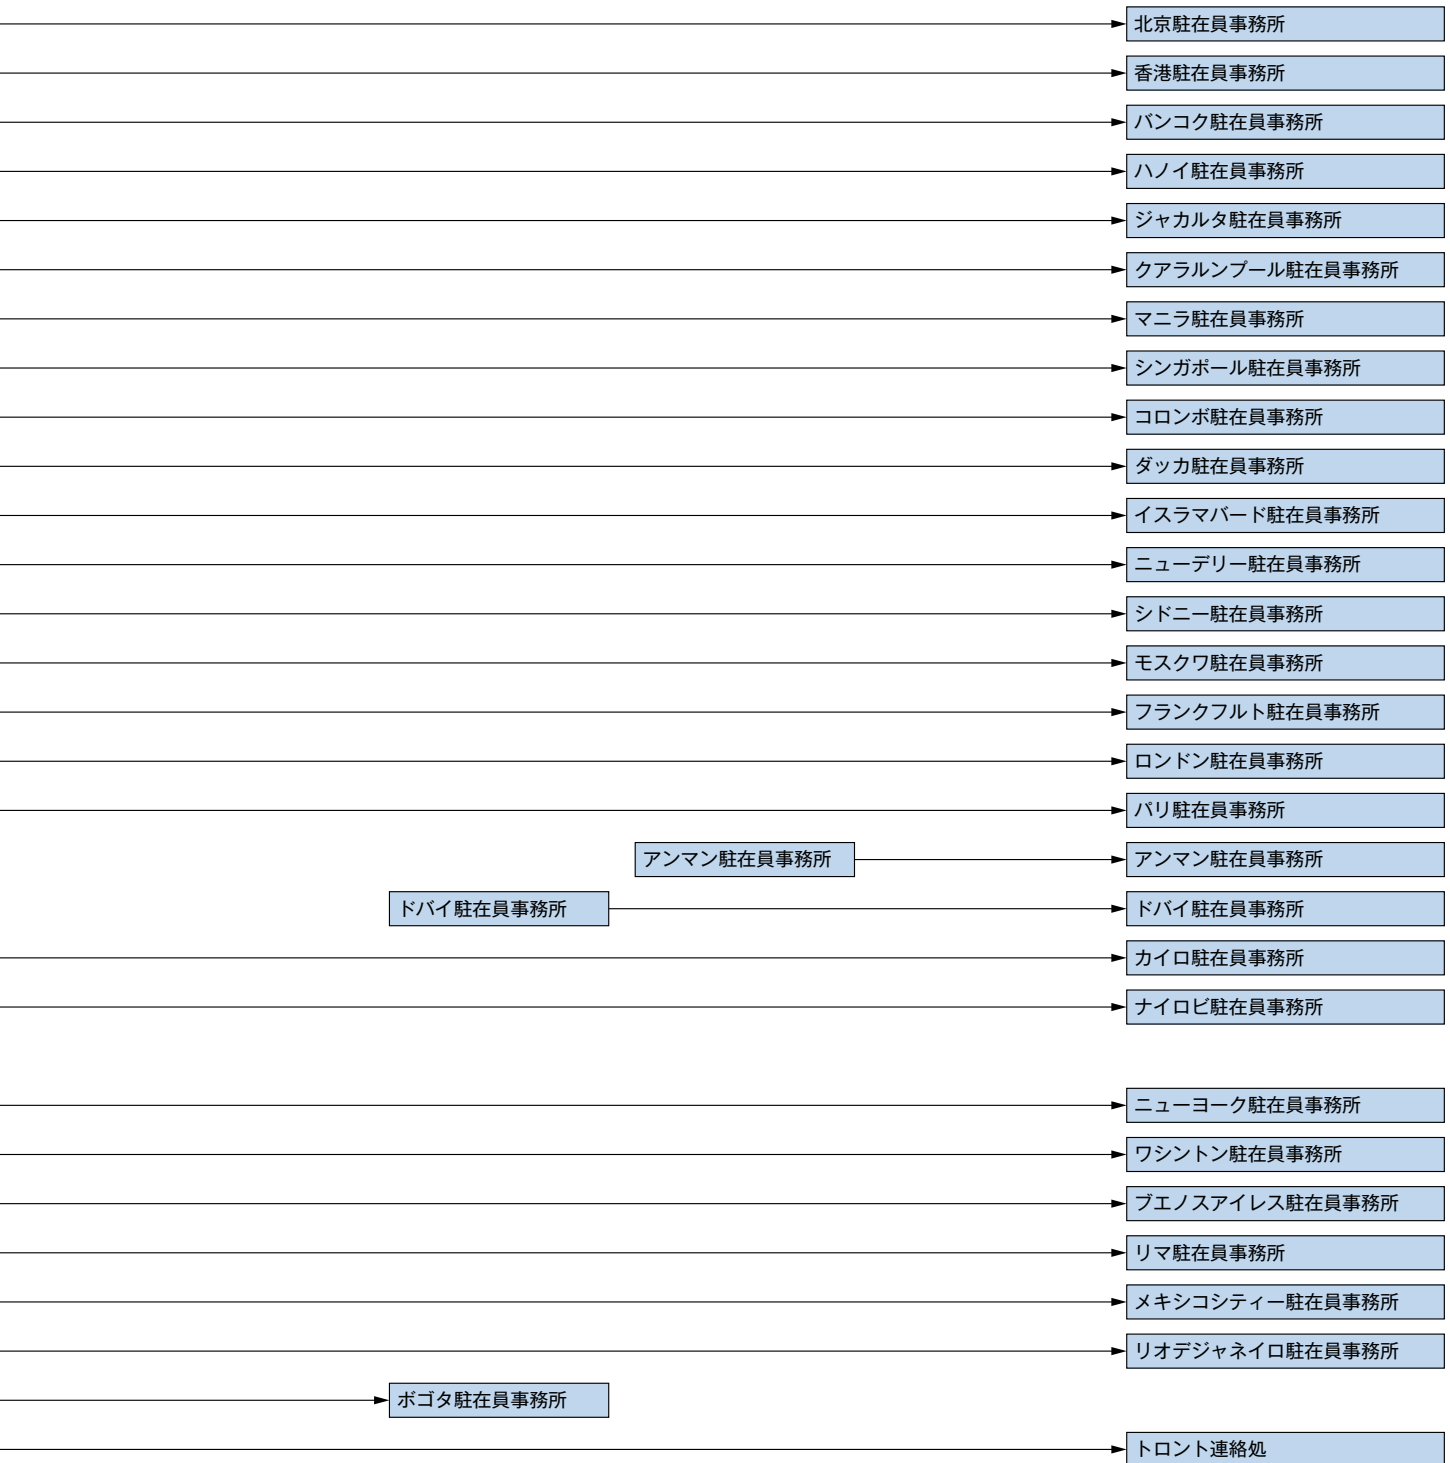 北京駐在員事務所
香港駐在員事務所
バンコク駐在員事務所
ハノイ駐在員事務所
ジャカルタ駐在員事務所
クアラルンプール駐在員事務所
マニラ駐在員事務所
シンガポール駐在員事務所
コロンボ駐在員事務所
ダッカ駐在員事務所
イスラマバード駐在員事務所
ニューデリー駐在員事務所
シドニー駐在員事務所
モスクワ駐在員事務所
フランクフルト駐在員事務所
ロンドン駐在員事務所
パリ駐在員事務所
アンマン駐在員事務所
アンマン駐在員事務所
ドバイ駐在員事務所
ドバイ駐在員事務所
カイロ駐在員事務所
ナイロビ駐在員事務所
ニューヨーク駐在員事務所
ワシントン駐在員事務所
ブエノスアイレス駐在員事務所
リマ駐在員事務所
メキシコシティー駐在員事務所
リオデジャネイロ駐在員事務所
ボゴタ駐在員事務所
トロント連絡処